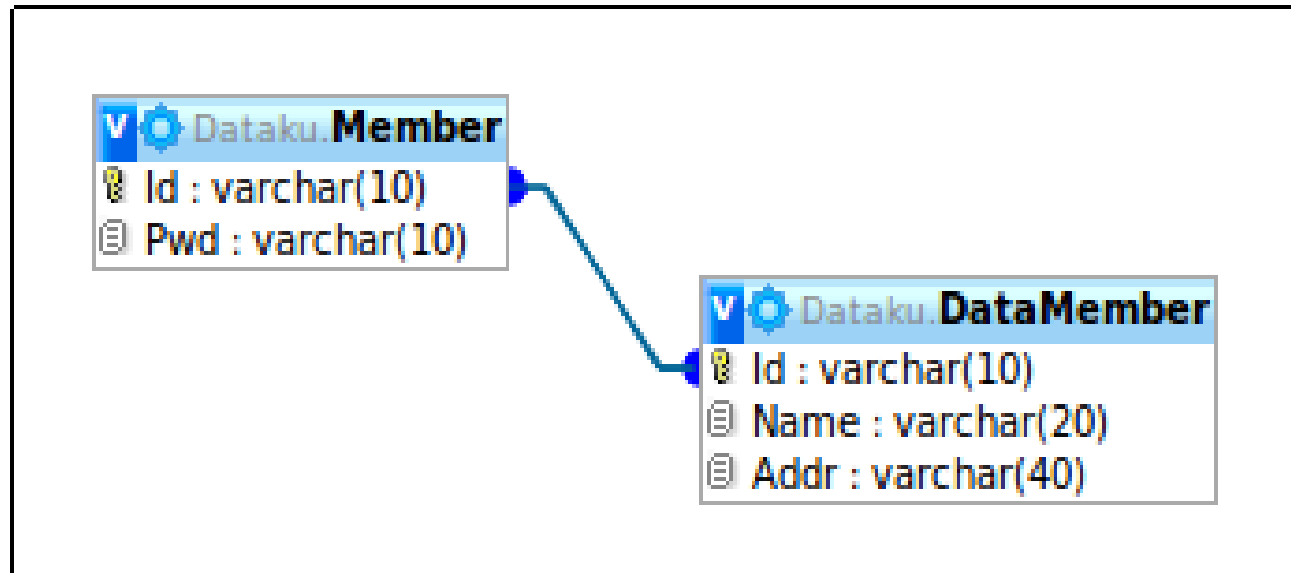 V Dataku.Member
Id : varchar(10)
Pwd : varchar(10)
V Dataku.DataMember
Id : varchar(10)
Name : varchar(20)
Addr : varchar(40)